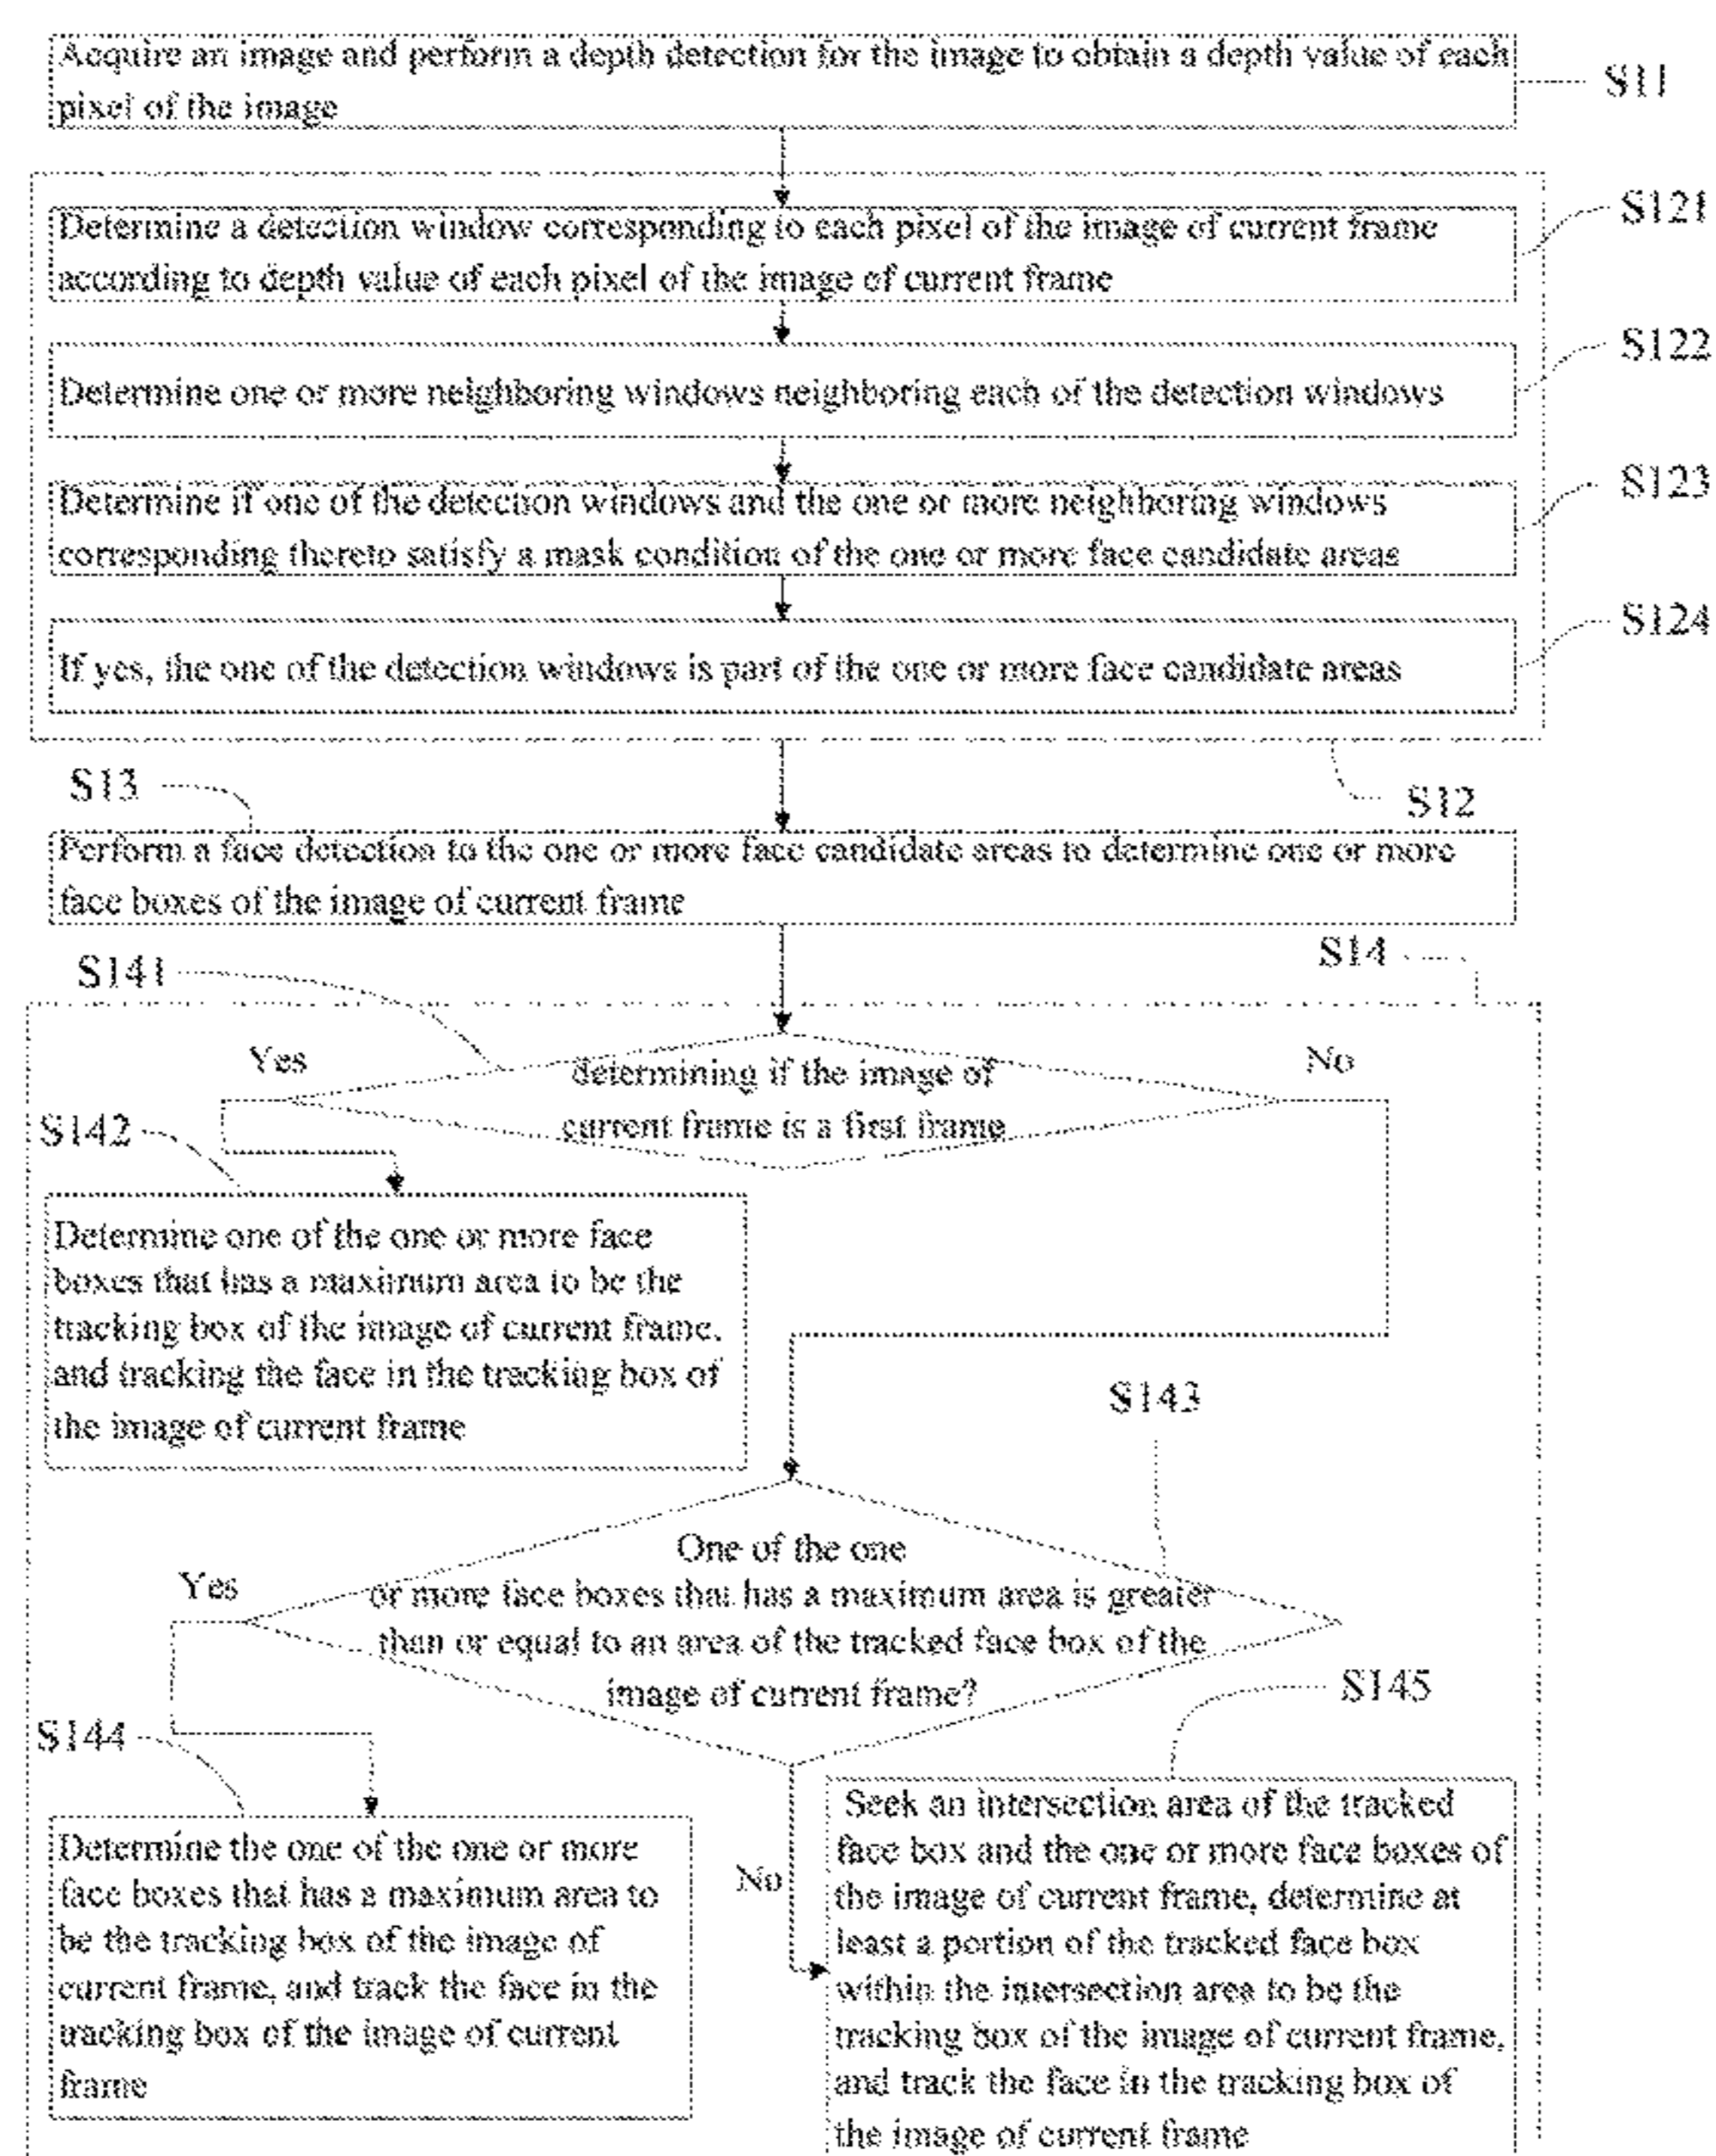 Acquire an image and perform a depth detection for the image to obtain a depth value of each
pixel of the image
S11
Determine a detection window corresponding to each pixel of the image of current frame
according to depth value of each pixel of the image of current frame
S121
Determine one or more neighboring windows neighboring each of the detection windows
S122
Determine if one of the detection windows and the one or more neighboring windows
corresponding thereto satisfy a mask condition of the one or more face candidate areas
S123
If yes, the one of the detection windows is part of the one or more face candidate areas
S124
S12
S13
Perform a face detection to the one or more face candidate areas to determine one or more
face boxes of the image of current frame
S14
S141
Yes
determining if the image of
current frame is a first frame
No
S142
Determine one of the one or more face
boxes that has a maximum area to be the
tracking box of the image of current frame,
and tracking the face in the tracking box of
the image of current frame
S143
One of the one
or more face boxes that has a maximum area is greater
than or equal to an area of the tracked face box of the
image of current frame?
Yes
S144
Determine the one of the one or more
face boxes that has a maximum area to
be the tracking box of the image of
current frame, and track the face in the
tracking box of the image of current
frame
No
S145
Seek an intersection area of the tracked
face box and the one or more face boxes of
the image of current frame, determine at
least a portion of the tracked face box
within the intersection area to be the
tracking box of the image of current frame,
and track the face in the tracking box of
the image of current frame